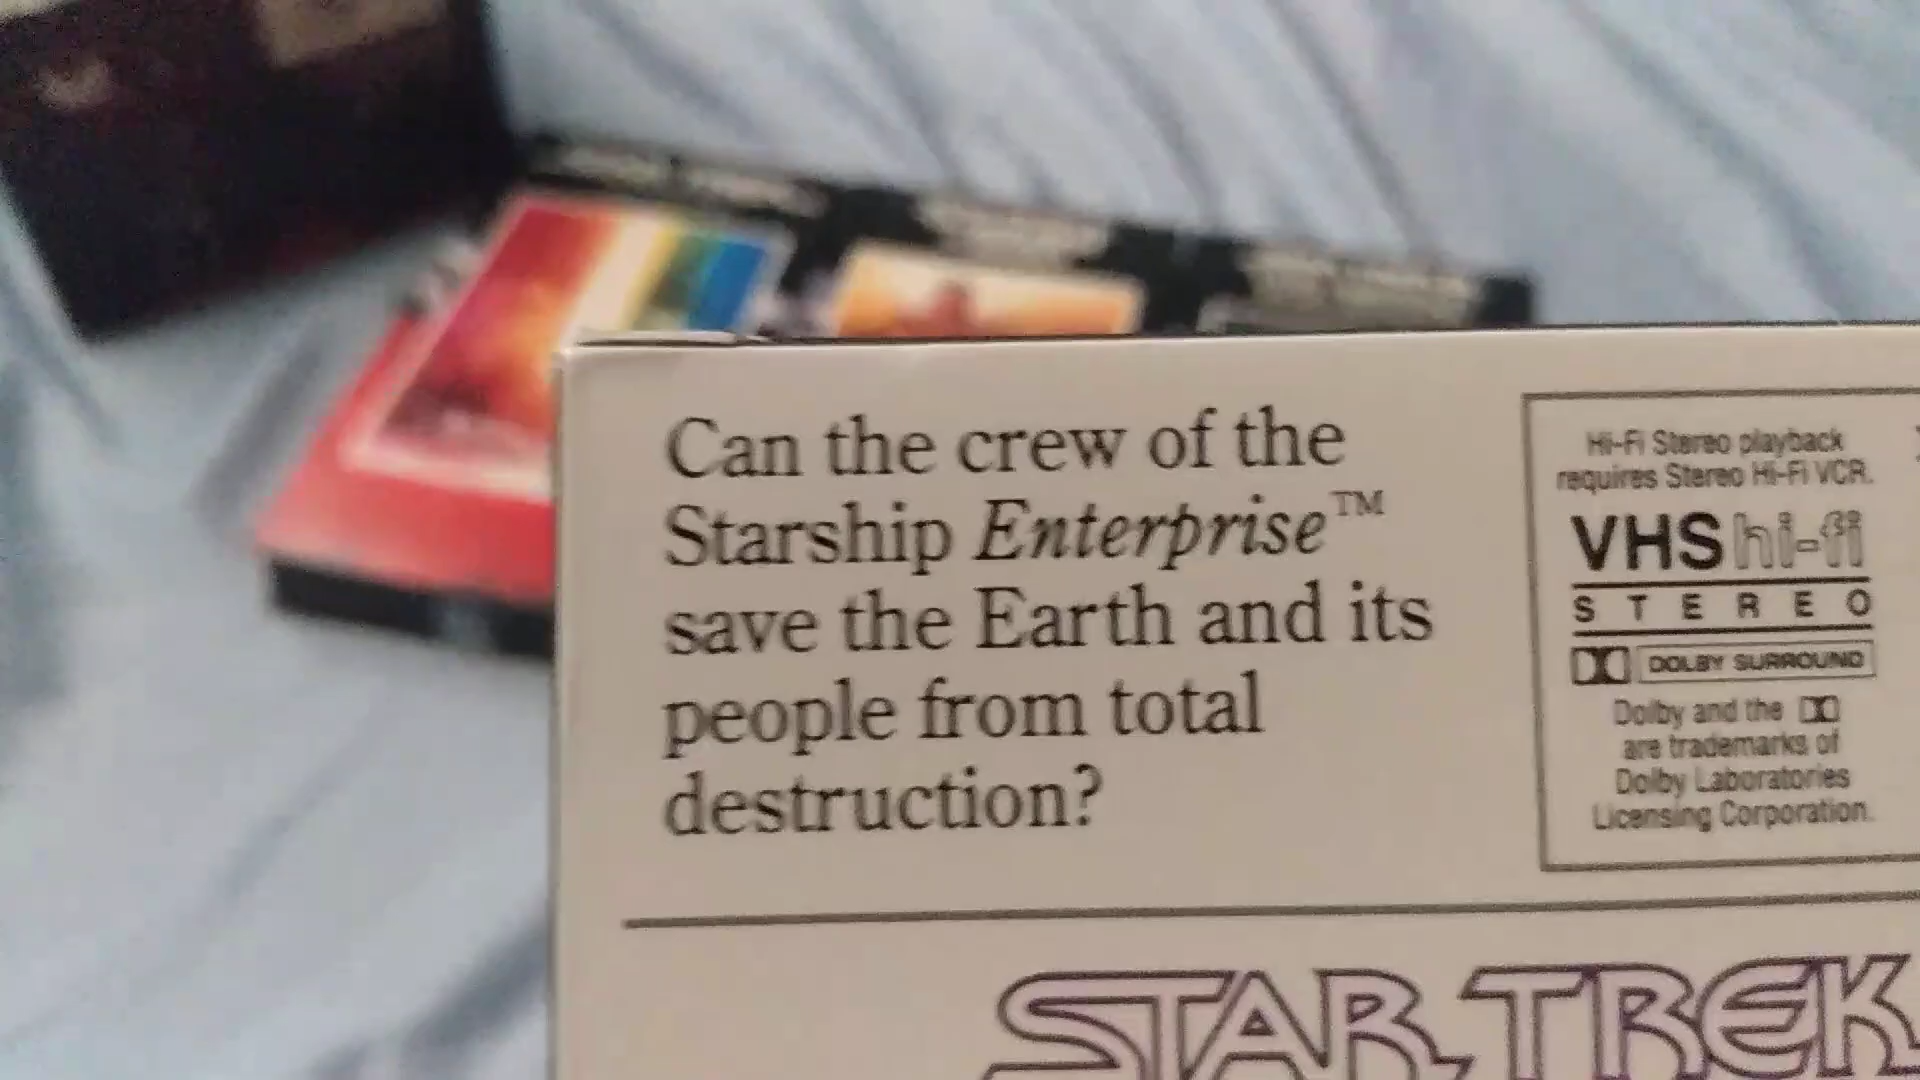 Can the crew of the
Starship Enterprise™
save the Earth and its
people from total
destruction?
Hi-Fi Stereo playback
requires Stereo Hi-Fi VCR.
VHS hi-fi
STEREO
DOLBY SURROUND
Dolby and the
are trademarks of
Dolby Laboratories
Licensing Corporation.
STAR TREK